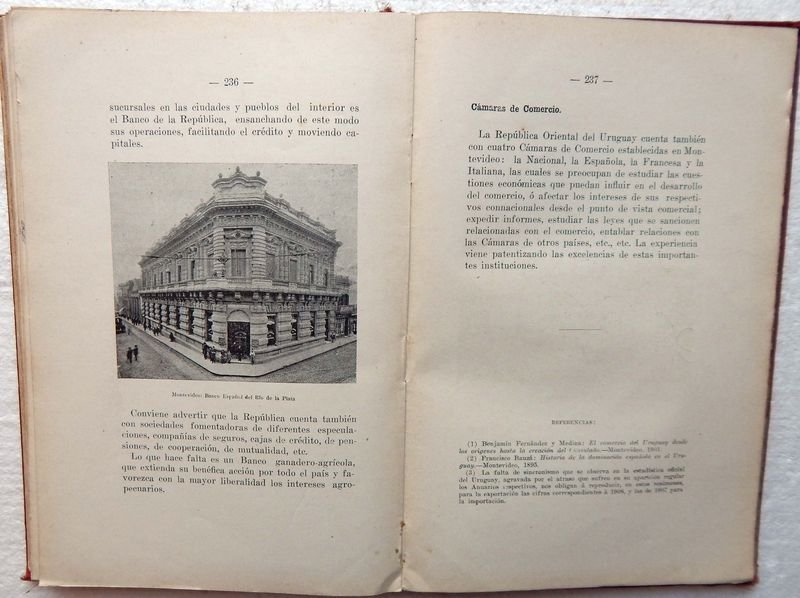 — 236 —
sucursales en las ciudades y pueblos del interior es
el Banco de la República, ensanchando de este modo
sus operaciones, facilitando el crédito y moviendo ca-
pitales.
Montevideo: Banco Español del Río de la Plata
Conviene advertir que la República cuenta también
con sociedades fomentadoras de diferentes especula-
ciones, compañías de seguros, cajas de crédito, de pen-
siones, de cooperación, de mutualidad, etc.
Lo que hace falta es un Banco ganadero-agrícola,
que extienda su benéfica acción por todo el país y fa-
vorezca con la mayor liberalidad los intereses agro-
pecuarios.
— 237 —
Cámaras de Comercio.
La República Oriental del Uruguay cuenta también
con cuatro Cámaras de Comercio establecidas en Mon-
tevideo: la Nacional, la Española, la Francesa y la
Italiana, las cuales se preocupan de estudiar las cues-
tiones económicas que puedan influir en el desarrollo
del comercio, ó afectar los intereses de sus respecti-
vos connacionales desde el punto de vista comercial;
expedir informes, estudiar las leyes que se sancionen
relacionadas con el comercio, entablar relaciones con
las Cámaras de otros países, etc., etc. La experiencia
viene patentizando las excelencias de estas importan-
tes instituciones.
REFERENCIAS:
(1) Benjamín Fernández y Medina: El comercio del Uruguay desde
los orígenes hasta la creación del Consulado.—Montevideo, 1901.
(2) Francisco Bauzá: Historia de la dominación española en el Uru-
guay.—Montevideo, 1895.
(3) La falta de sincronismo que se observa en la estadística oficial
del Uruguay, agravada por el atraso que sufren en su aparición regular
los Anuarios respectivos, nos obligan á reproducir, en estos resúmenes,
para la exportación las cifras correspondientes á 1908, y las de 1907 para
la importación.